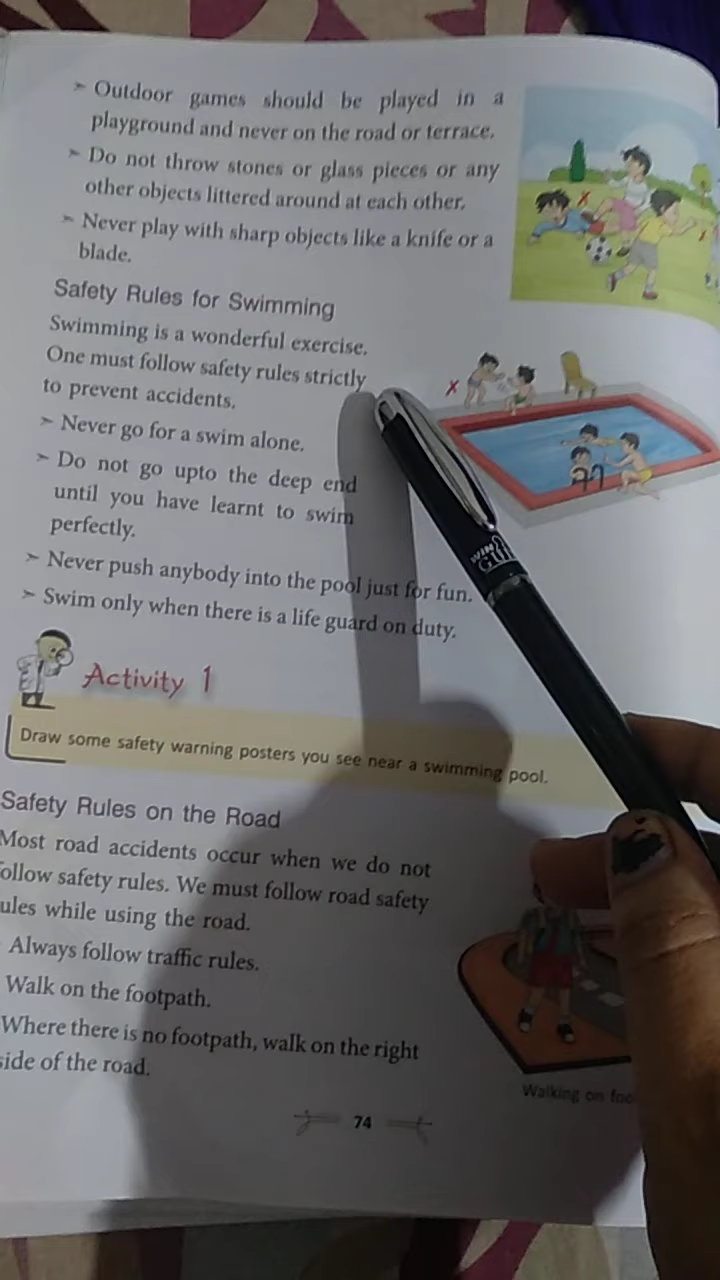 ➢ Outdoor games should be played in a
playground and never on the road or terrace.
➢ Do not throw stones or glass pieces or any
other objects littered around at each other.
➢ Never play with sharp objects like a knife or a
blade.
Safety Rules for Swimming
Swimming is a wonderful exercise.
One must follow safety rules strictly
to prevent accidents.
➢ Never go for a swim alone.
➢ Do not go upto the deep end
until you have learnt to swim
perfectly.
➢ Never push anybody into the pool just for fun.
➢ Swim only when there is a life guard on duty.
WIN
Activity 1
Draw some safety warning posters you see near a swimming pool.
Safety Rules on the Road
Most road accidents occur when we do not
follow safety rules. We must follow road safety
ules while using the road.
Always follow traffic rules.
Walk on the footpath.
Where there is no footpath, walk on the right
side of the road.
Walking on
74